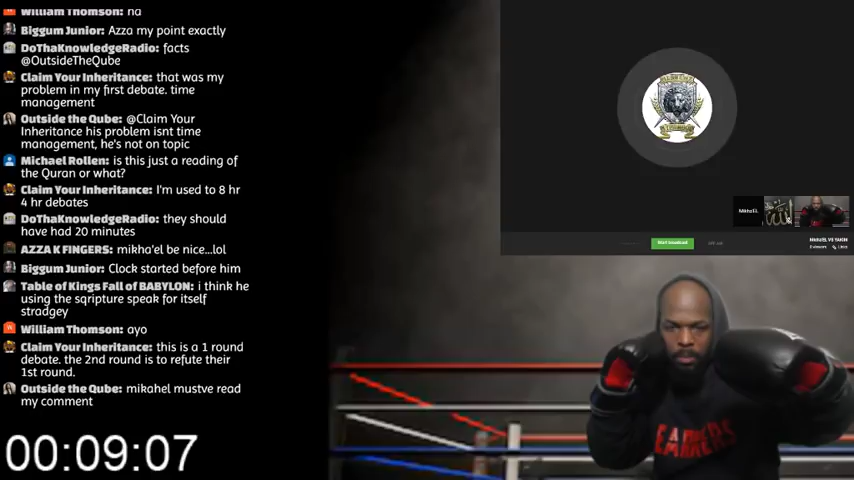 William Thomson: na
Biggum Junior: Azza my point exactly
DoThaKnowledgeRadio: facts
@OutsideTheQube
Claim Your Inheritance: that was my
problem in my first debate. time
management
Outside the Qube: @Claim Your
Inheritance his problem isnt time
management, he's not on topic
Michael Rollen: is this just a reading of
the Quran or what?
Claim Your Inheritance: I'm used to 8 hr
4 hr debates
DoThaKnowledgeRadio: they should
have had 20 minutes
AZZA K FINGERS: mikha'el be nice...lol
Biggum Junior: Clock started before him
Table of Kings Fall of BABYLON: i think he
using the sqripture speak for itself
stradgey
William Thomson: ayo
Claim Your Inheritance: this is a 1 round
debate. the 2nd round is to refute their
1st round.
Outside the Qube: mikahel mustve read
my comment
00:09:07
Start broadcast